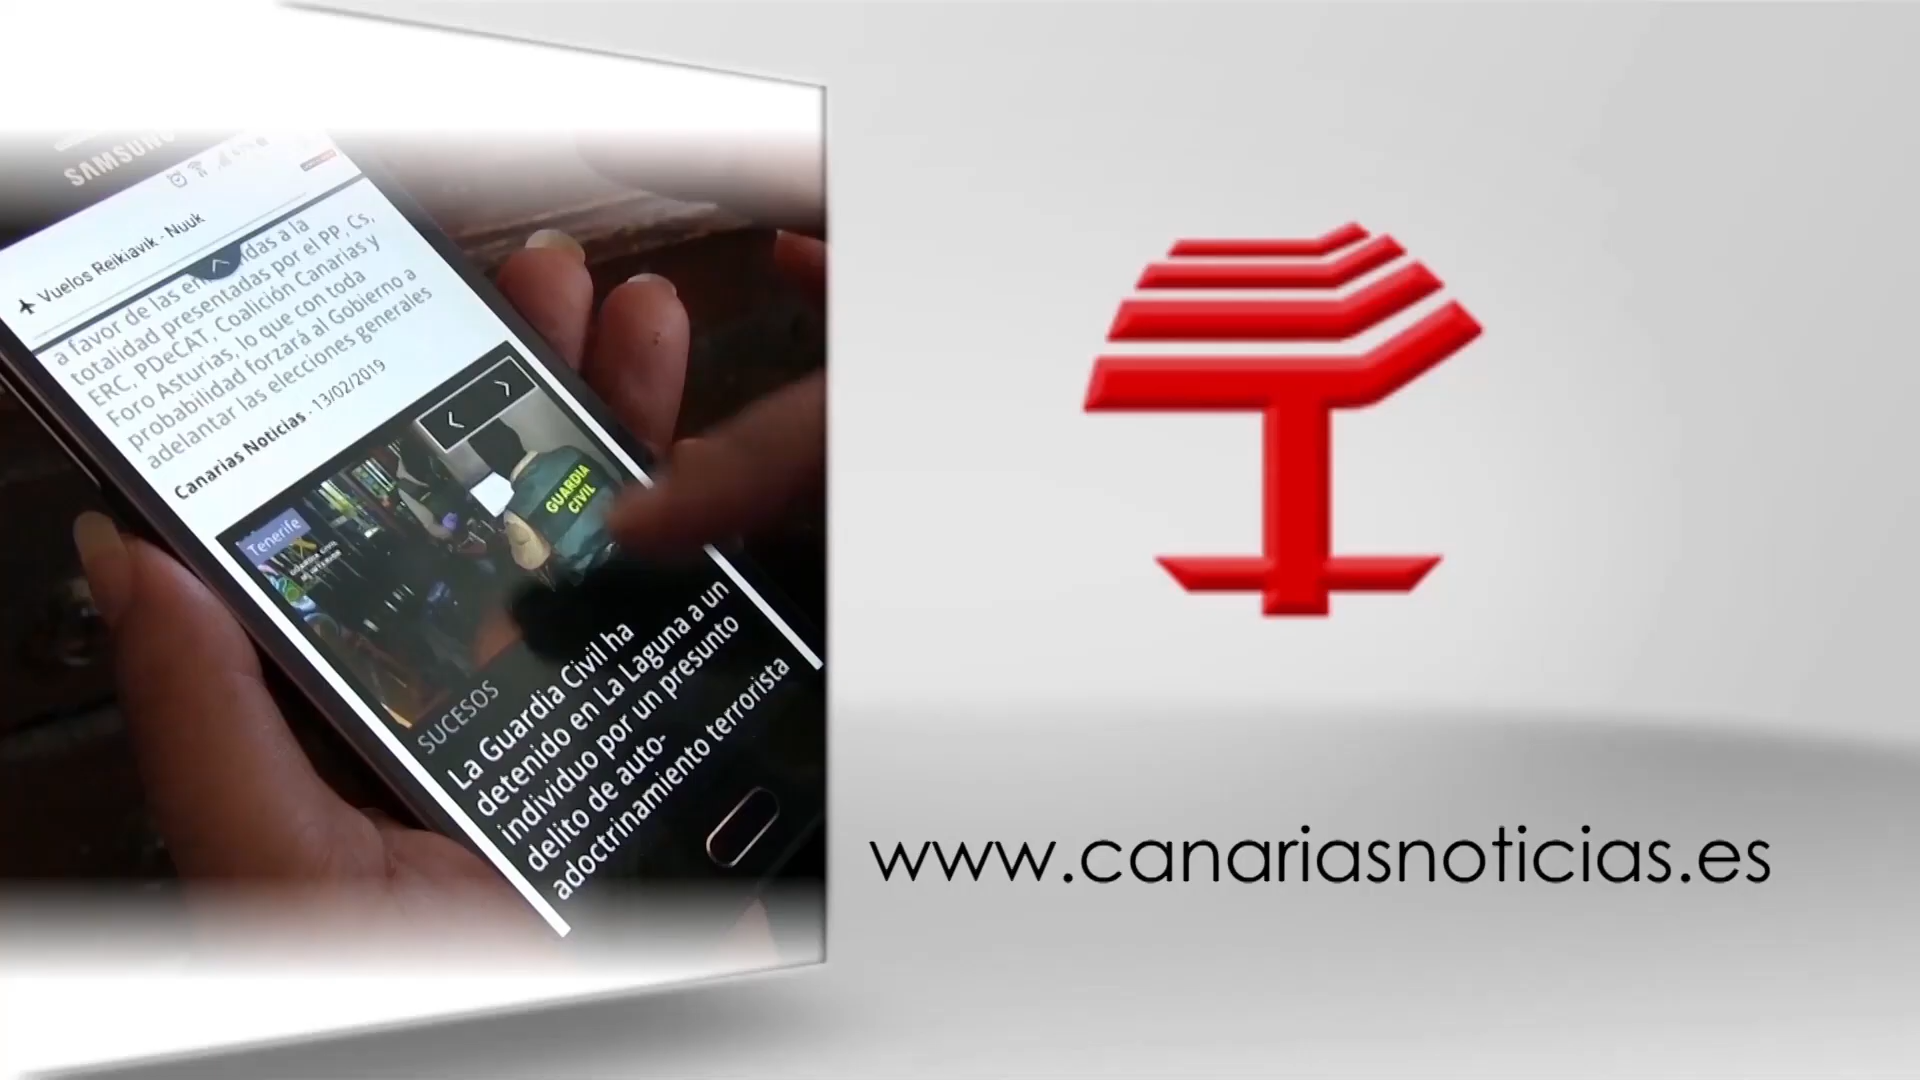 SAMSUNG
Vuelos Reikiavik - Nuuk
a favor de las en idas a la
totalidad presentadas por el PP, Cs,
ERC, PDeCAT, Coalición Canarias y
Foro Asturias, lo que con toda
probabilidad forzará al Gobierno a
adelantar las elecciones generales
Canarias Noticias - 13/02/2019
GUARDIA
CIVIL
Tenerife
SUCESOS
La Guardia Civil ha
detenido en La Laguna a un
individuo por un presunto
delito de auto-
adoctrinamiento terrorista
www.canariasnoticias.es